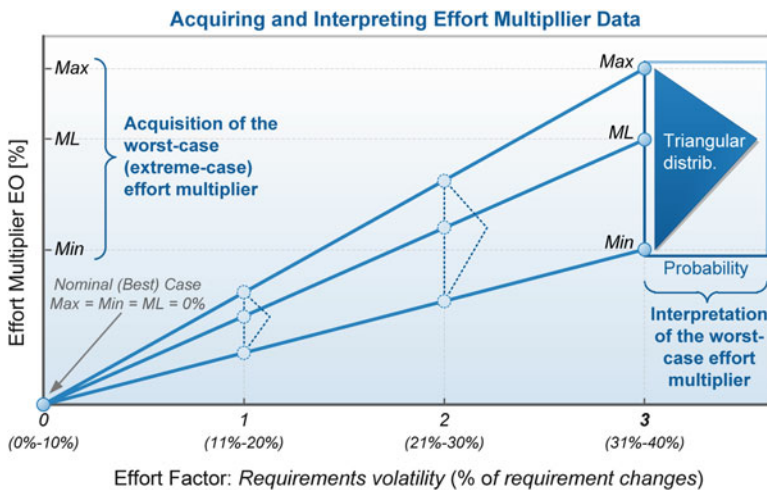 Acquiring and Interpreting Effort Multipllier Data
Effort Multiplier EO [%]
Max
ML
Min
Acquisition of the
worst-case
(extreme-case)
effort multiplier
Nominal (Best) Case
Max = Min = ML = 0%
Max
ML
Min
Triangular
distrib.
Probability
Interpretation
of the worst-
case effort
multiplier
0 1 2 3
(0%-10%) (11%-20%) (21%-30%) (31%-40%)
Effort Factor: Requirements volatility (% of requirement changes)